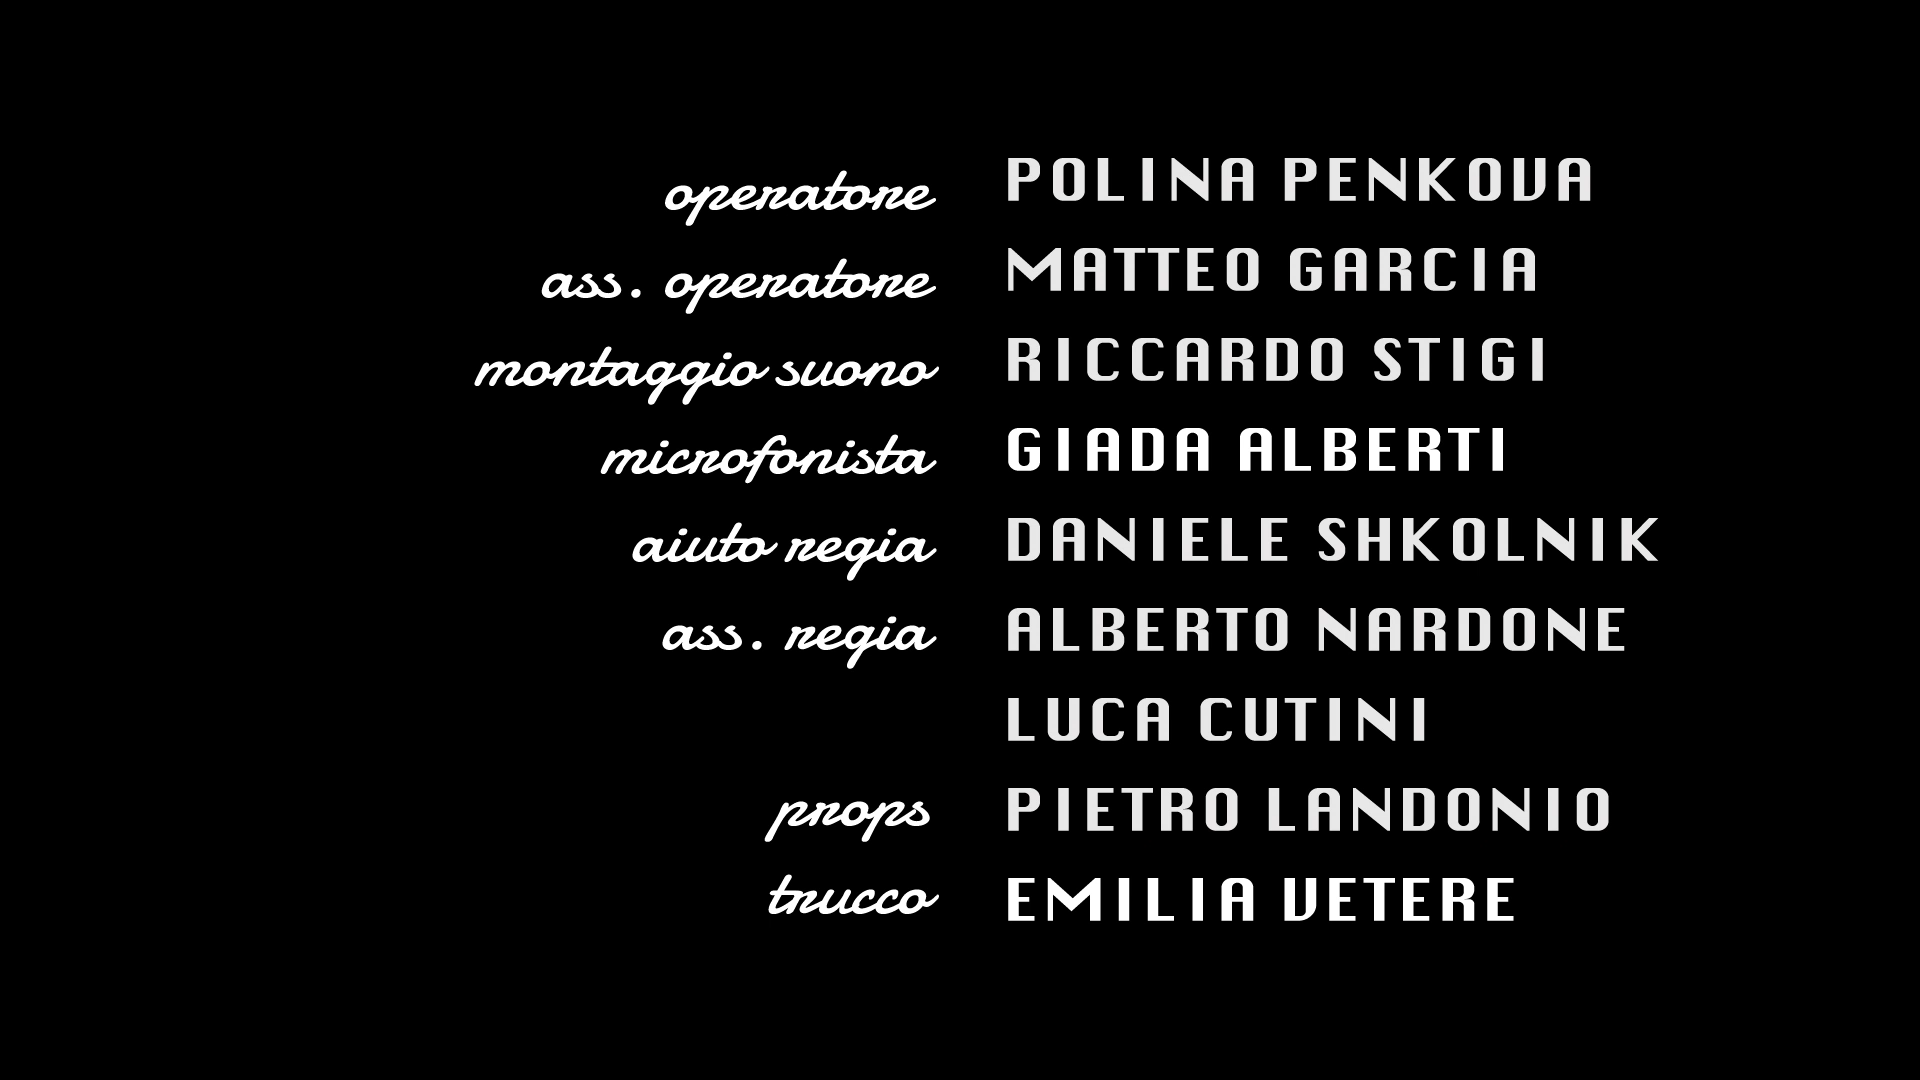 operatore POLINA PENKOVA
ass. operatore MATTEO GARCIA
montaggio suono RICCARDO STIGI
microfonista GIADA ALBERTI
aiuto regia DANIELE SHKOLNIK
ass. regia ALBERTO NARDONE
LUCA CUTINI
props PIETRO LANDONIO
trucco EMILIA VETERE